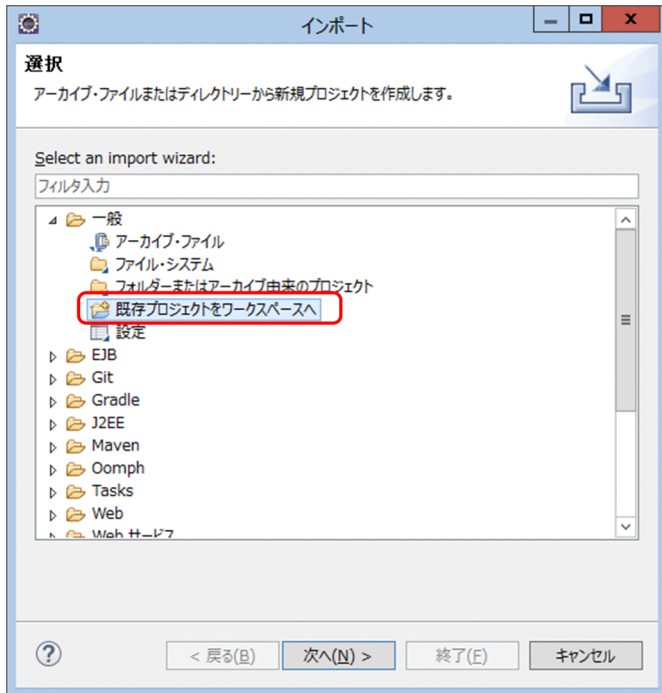 インポート
選択
アーカイブ・ファイルまたはディレクトリーから新規プロジェクトを作成します。
Select an import wizard:
フィルタ入力
一般
アーカイブ・ファイル
ファイル・システム
フォルダーまたはアーカイブ由来のプロジェクト
既存プロジェクトをワークスペースへ
設定
EJB
Git
Gradle
J2EE
Maven
Oomph
Tasks
Web
Web サービス
< 戻る(B) 次へ(N) > 終了(F) キャンセル